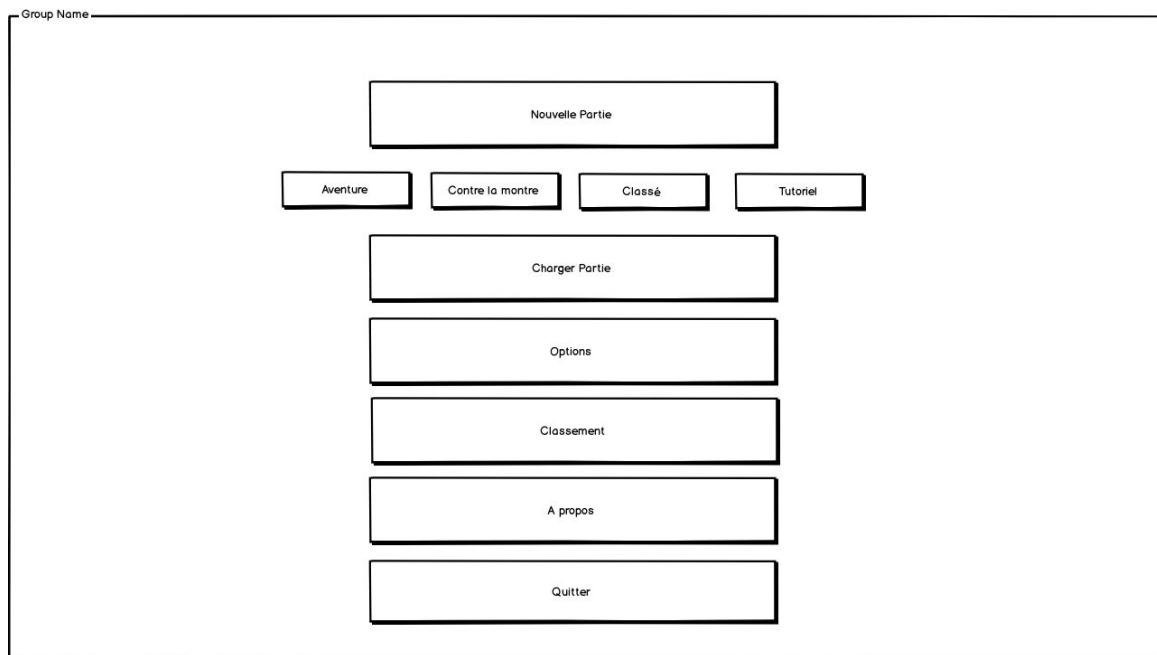 Group Name
Nouvelle Partie
Aventure Contre la montre Classé Tutoriel
Charger Partie
Options
Classement
A propos
Quitter